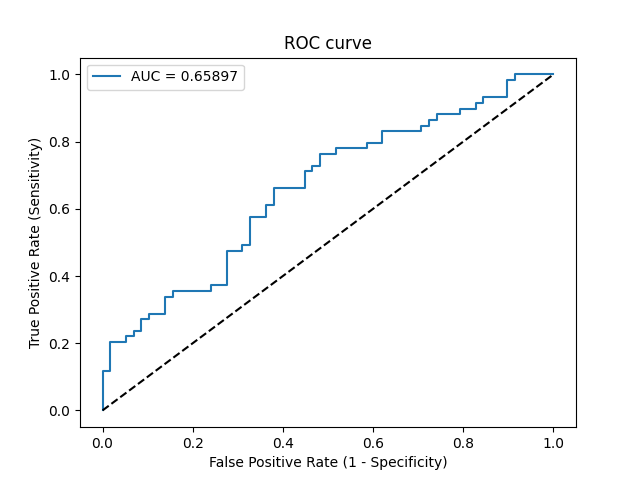 ROC curve
AUC = 0.65897
True Positive Rate (Sensitivity)
1.0
0.8
0.6
0.4
0.2
0.0
0.0 0.2 0.4 0.6 0.8 1.0
False Positive Rate (1 - Specificity)